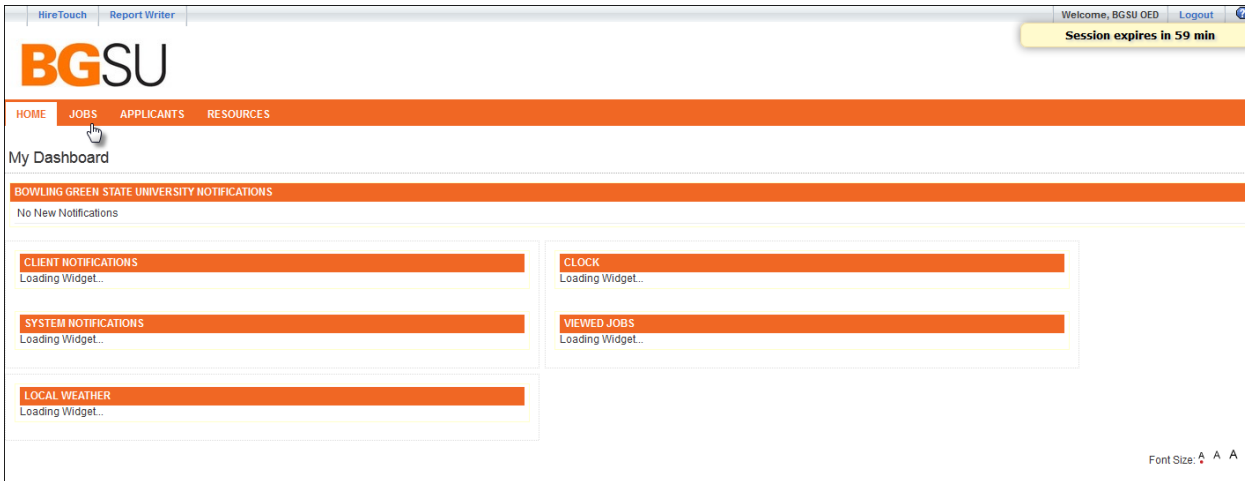 HireTouch Report Writer Welcome, BGSU OED Logout ?
Session expires in 59 min
BGSU
HOME JOBS APPLICANTS RESOURCES
My Dashboard
BOWLING GREEN STATE UNIVERSITY NOTIFICATIONS
No New Notifications
CLIENT NOTIFICATIONS
Loading Widget...
CLOCK
Loading Widget...
SYSTEM NOTIFICATIONS
Loading Widget...
VIEWED JOBS
Loading Widget...
LOCAL WEATHER
Loading Widget...
Font Size: A A A